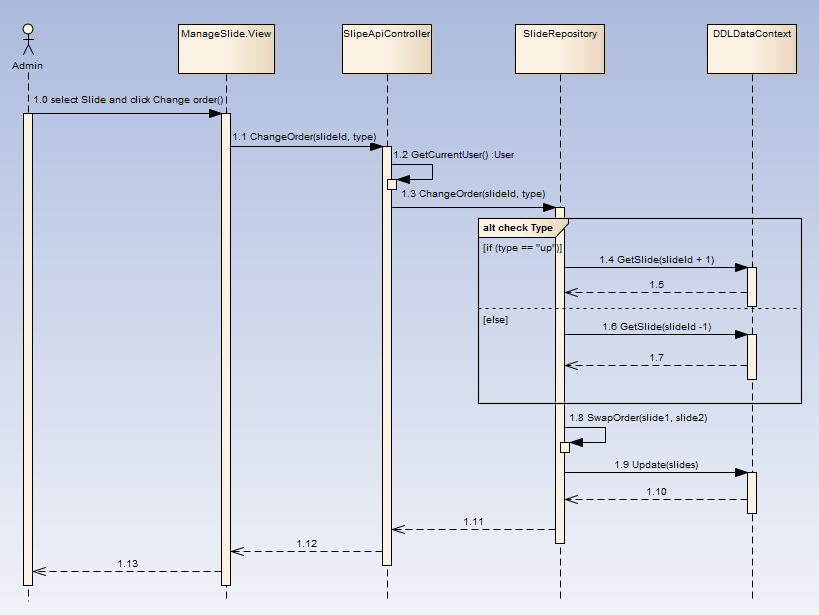 Admin
ManageSlide.View
SlipeApiController
SlideRepository
DDLDataContext
1.0 select Slide and click Change order()
1.1 ChangeOrder(slideId, type)
1.2 GetCurrentUser() :User
1.3 ChangeOrder(slideId, type)
alt check Type
[if (type == "up")]
1.4 GetSlide(slideId + 1)
1.5
[else]
1.6 GetSlide(slideId -1)
1.7
1.8 SwapOrder(slide1, slide2)
1.9 Update(slides)
1.10
1.11
1.12
1.13